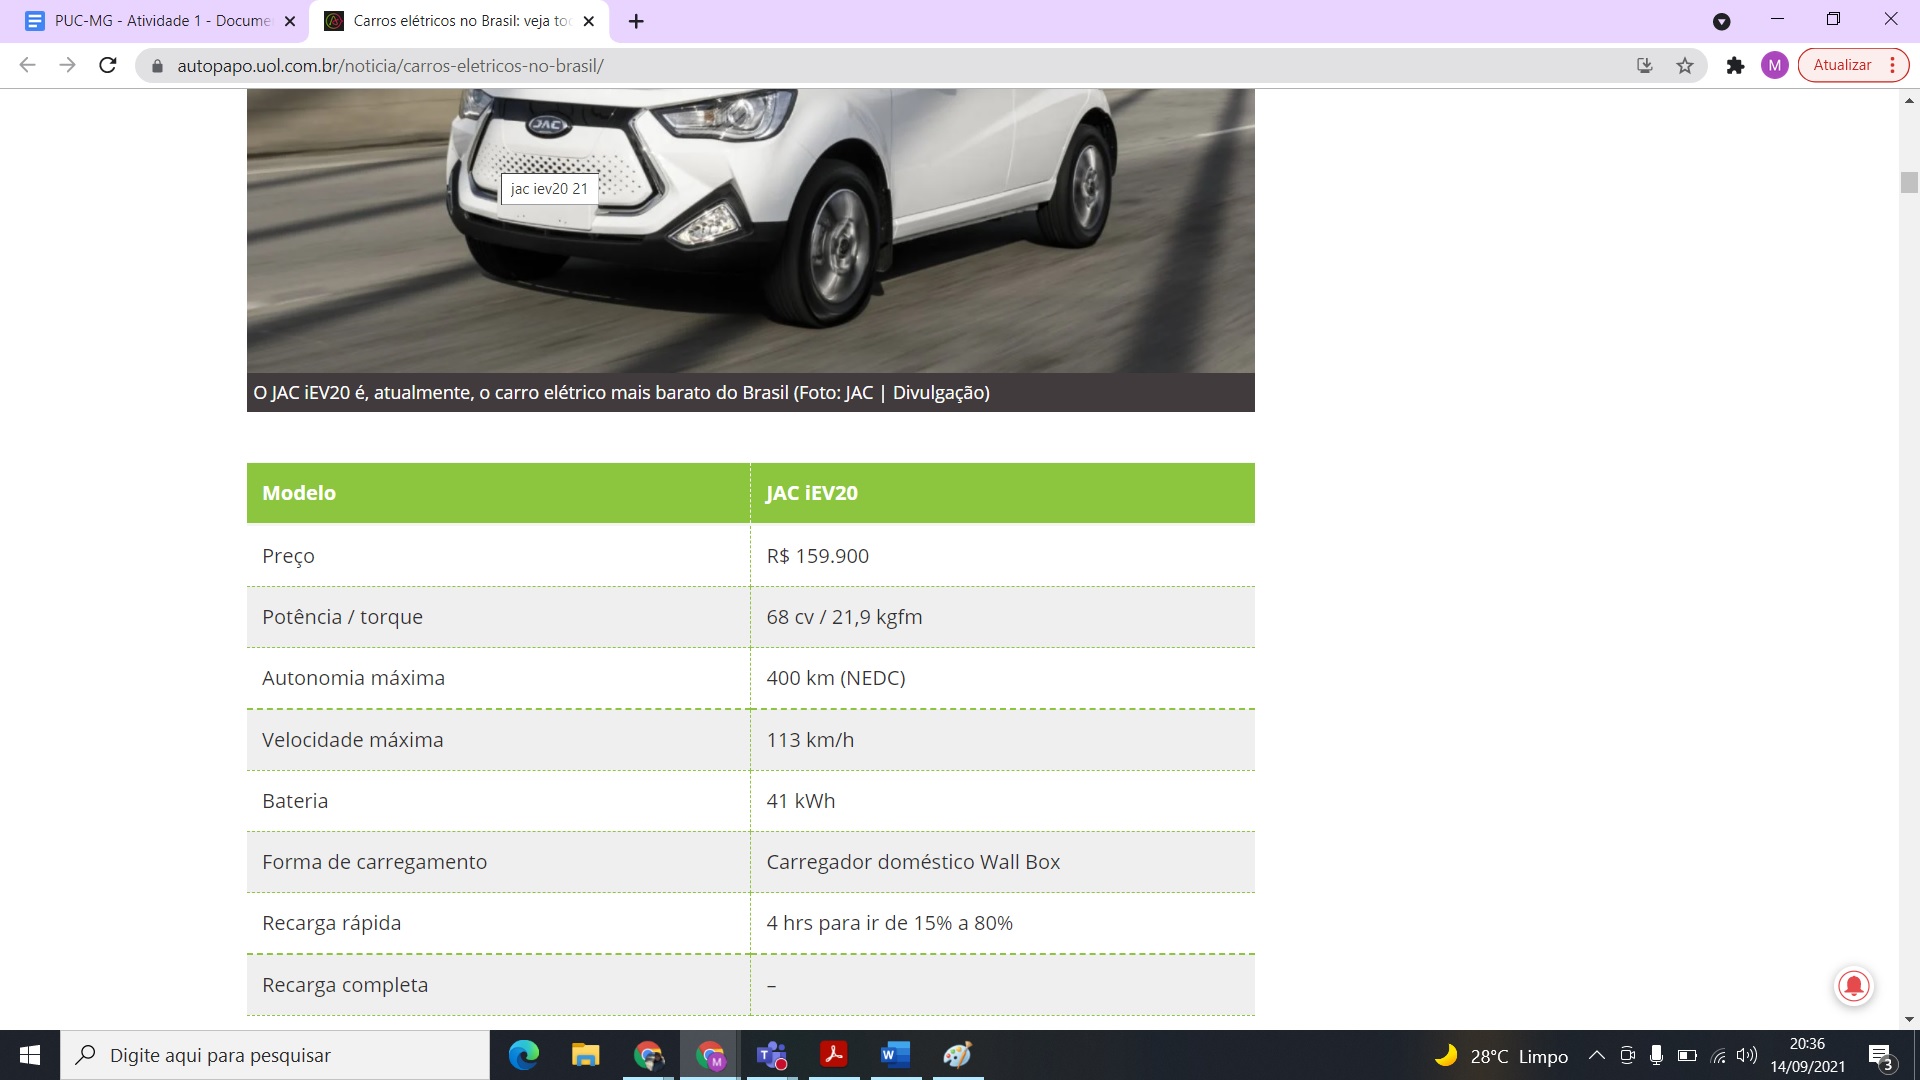 PUC-MG - Atividade 1 - Docume
Carros elétricos no Brasil: veja to
autopapo.uol.com.br/noticia/carros-eletricos-no-brasil/
M
Atualizar
JAC
jac iev20 21
O JAC iEV20 é, atualmente, o carro elétrico mais barato do Brasil (Foto: JAC | Divulgação)
Modelo JAC iEV20
Preço R$ 159.900
Potência / torque 68 cv / 21,9 kgfm
Autonomia máxima 400 km (NEDC)
Velocidade máxima 113 km/h
Bateria 41 kWh
Forma de carregamento Carregador doméstico Wall Box
Recarga rápida 4 hrs para ir de 15% a 80%
Recarga completa –
Digite aqui para pesquisar
M
T
W
28°C Limpo
20:36
14/09/2021
3